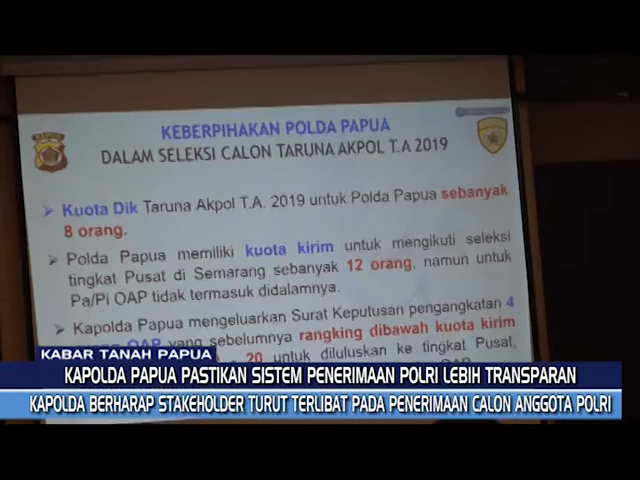 KEBERPIHAKAN POLDA PAPUA
DALAM SELEKSI CALON TARUNA AKPOL T.A 2019
Kuota Dik Taruna Akpol T.A. 2019 untuk Polda Papua sebanyak
8 orang.
Polda Papua memiliki kuota kirim untuk mengikuti seleksi
tingkat Pusat di Semarang sebanyak 12 orang, namun untuk
Pa/Pi OAP tidak termasuk didalamnya.
Kapolda Papua mengeluarkan Surat Keputusan pengangkatan 4
OAP yang sebelumnya rangking dibawah kuota kirim
20 untuk diluluskan ke tingkat Pusat,
KABAR TANAH PAPUA
KAPOLDA PAPUA PASTIKAN SISTEM PENERIMAAN POLRI LEBIH TRANSPARAN
KAPOLDA BERHARAP STAKEHOLDER TURUT TERLIBAT PADA PENERIMAAN CALON ANGGOTA POLRI